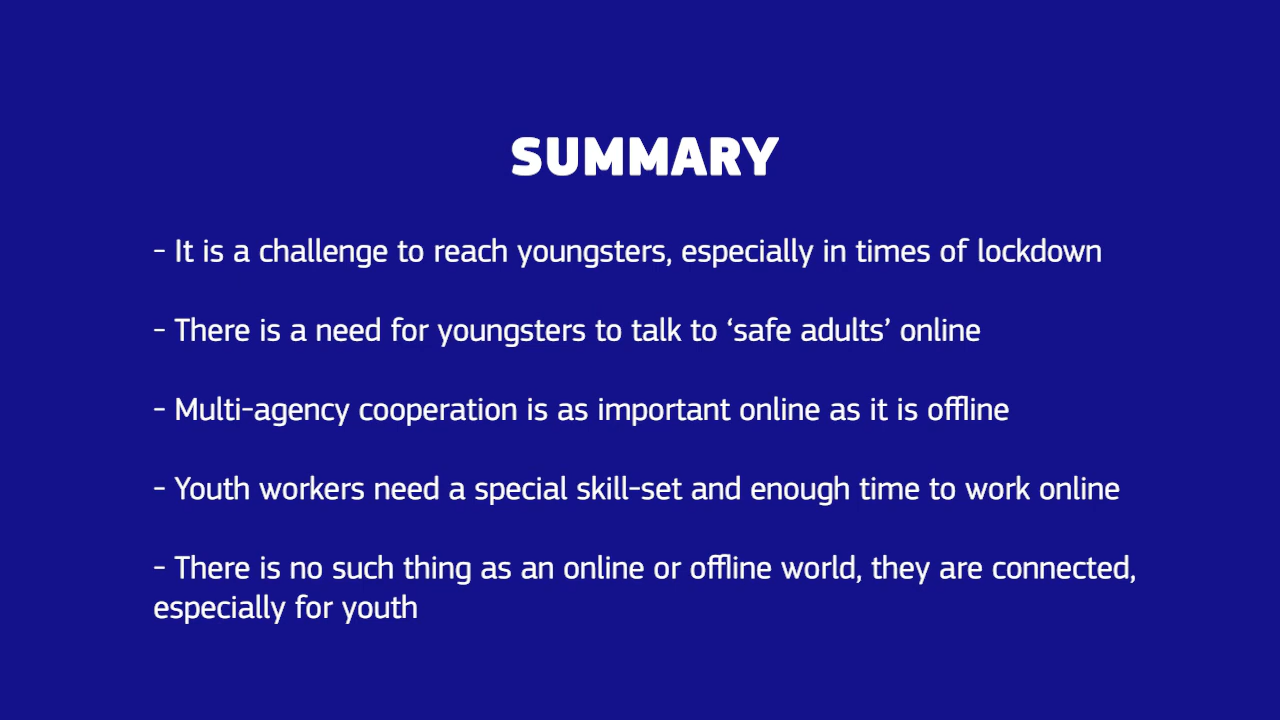 SUMMARY
- It is a challenge to reach youngsters, especially in times of lockdown
- There is a need for youngsters to talk to ‘safe adults’ online
- Multi-agency cooperation is as important online as it is offline
- Youth workers need a special skill-set and enough time to work online
- There is no such thing as an online or offline world, they are connected,
especially for youth